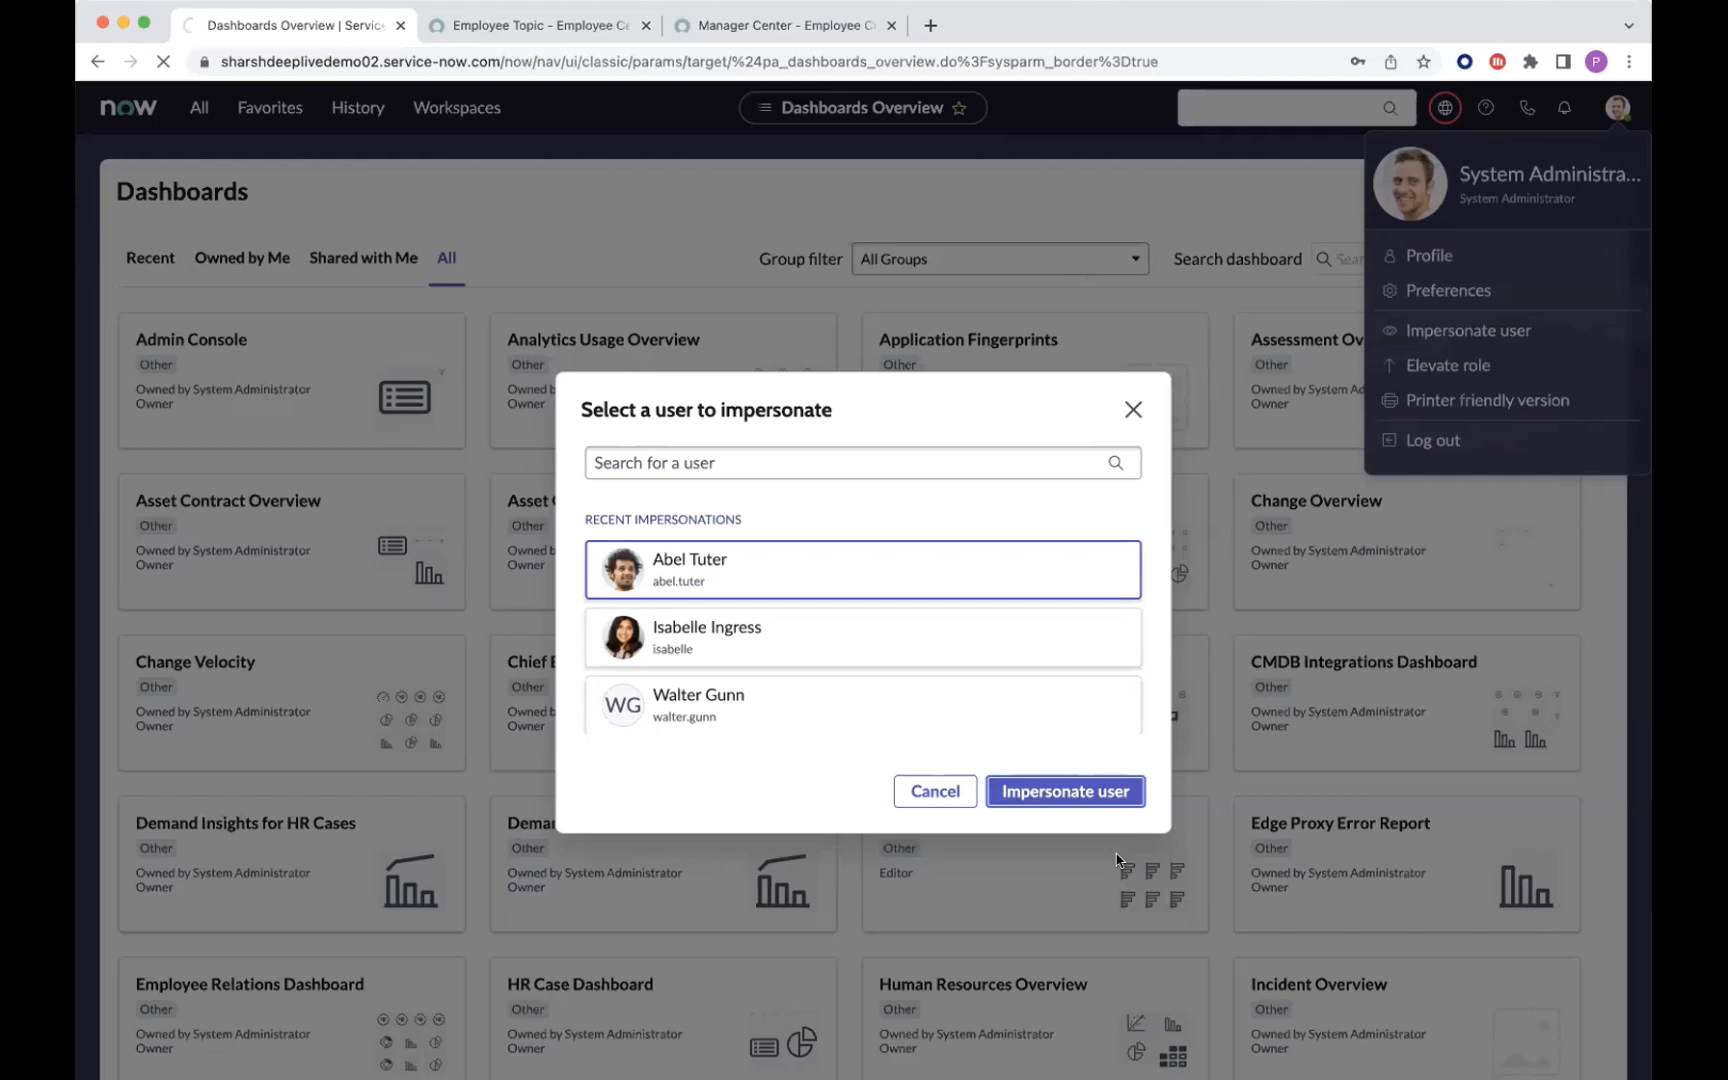 Dashboards Overview | Servic
Employee Topic - Employee Ce
Manager Center - Employee C
sharshdeeplivedemo02.service-now.com/now/nav/ui/classic/params/target/%24pa_dashboards_overview.do%3Fsysparm_border%3Dtrue
P
now
All
Favorites
History
Workspaces
Dashboards Overview
System Administra...
System Administrator
Profile
Preferences
Impersonate user
Elevate role
Printer friendly version
Log out
Dashboards
Recent
Owned by Me
Shared with Me
All
Group filter
All Groups
Search dashboard
Sear
Admin Console
Other
Owned by System Administrator
Owner
Analytics Usage Overview
Other
Owned b
Owner
Application Fingerprints
Other
Assessment Ov
Other
Owned by System Adminis
Owner
Select a user to impersonate
Search for a user
RECENT IMPERSONATIONS
Abel Tuter
abel.tuter
Isabelle Ingress
isabelle
WG
Walter Gunn
walter.gunn
Cancel
Impersonate user
Asset Contract Overview
Other
Owned by System Administrator
Owner
Asset
Other
Owned b
Owner
Change Overview
Other
Owned by System Administrator
Owner
Change Velocity
Other
Owned by System Administrator
Owner
Chief E
Other
Owned b
Owner
CMDB Integrations Dashboard
Other
Owned by System Administrator
Owner
Demand Insights for HR Cases
Other
Owned by System Administrator
Owner
Dema
Other
Owned by System Administrator
Owner
Other
Editor
Edge Proxy Error Report
Other
Owned by System Administrator
Owner
Employee Relations Dashboard
Other
Owned by System Administrator
Owner
HR Case Dashboard
Other
Owned by System Administrator
Owner
Human Resources Overview
Other
Owned by System Administrator
Owner
Incident Overview
Other
Owned by System Administrator
Owner